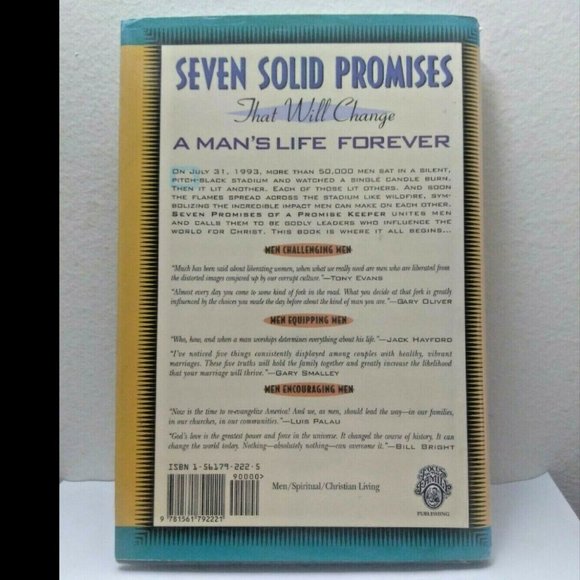 SEVEN SOLID PROMISES
That Will Change
A MAN'S LIFE FOREVER
ON JULY 31, 1993, MORE THAN 50,000 MEN SAT IN A SILENT,
PITCH-BLACK STADIUM AND WATCHED A SINGLE CANDLE BURN.
THEN IT LIT ANOTHER. EACH OF THOSE LIT OTHERS. AND SOON
THE FLAMES SPREAD ACROSS THE STADIUM LIKE WILDFIRE, SYM-
BOLIZING THE INCREDIBLE IMPACT MEN CAN MAKE ON EACH OTHER.
SEVEN PROMISES OF A PROMISE KEEPER UNITES MEN
AND CALLS THEM TO BE GODLY LEADERS WHO INFLUENCE THE
WORLD FOR CHRIST. THIS BOOK IS WHERE IT ALL BEGINS...
MEN CHALLENGING MEN
"Much has been said about liberating women, when what we really need are men who are liberated from
the distorted images conjured up by our corrupt culture."—TONY EVANS
"Almost every day you come to some kind of fork in the road. What you decide at that fork is greatly
influenced by the choices you made the day before about the kind of man you are."—GARY OLIVER
MEN EQUIPPING MEN
"Who, how, and when a man worships determines everything about his life."—JACK HAYFORD
"I've noticed five things consistently displayed among couples with healthy, vibrant
marriages. These five truths will hold the family together and greatly increase the likelihood
that your marriage will thrive."—GARY SMALLEY
MEN ENCOURAGING MEN
"Now is the time to re-evangelize America! And we, as men, should lead the way—in our families,
in our churches, in our communities."—LUIS PALAU
"God's love is the greatest power and force in the universe. It changed the course of history. It can
change the world today. Nothing—absolutely nothing—can overcome it."—BILL BRIGHT
ISBN 1-56179-222-5
90000>
9 781561 792221
Men/Spiritual/Christian Living
PUBLISHING